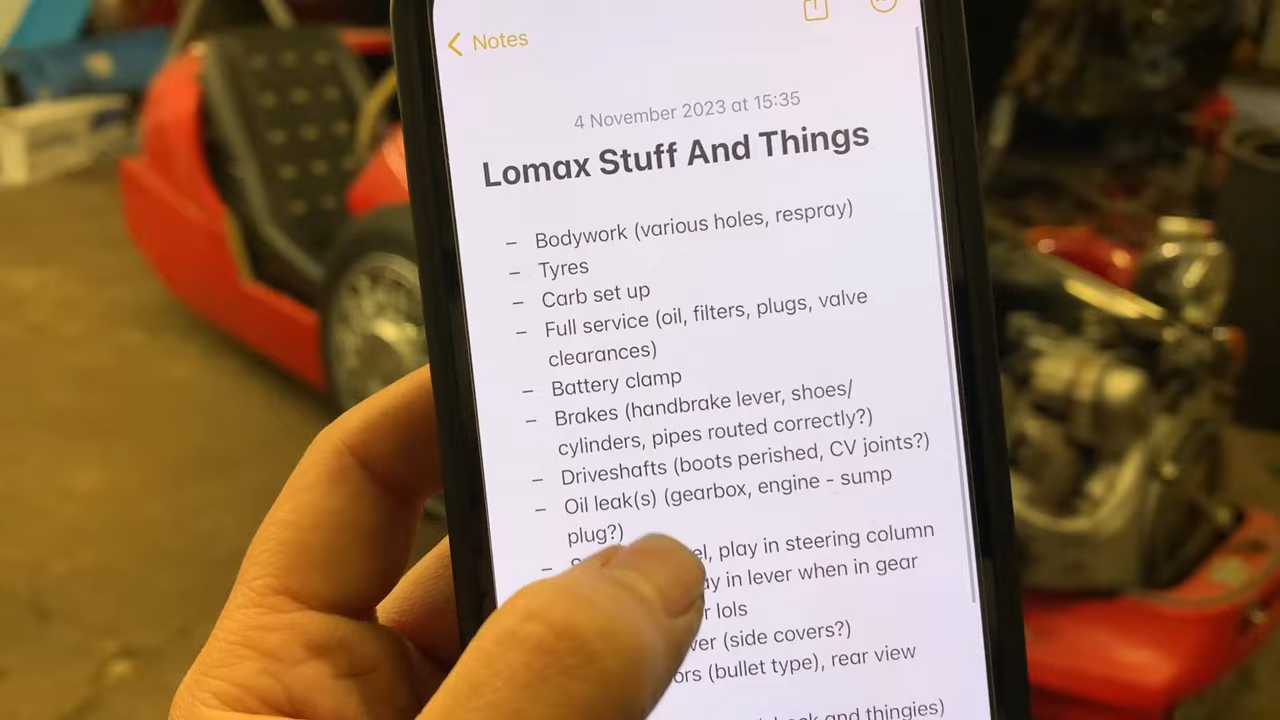 Notes
4 November 2023 at 15:35
Lomax Stuff And Things
– Bodywork (various holes, respray)
– Tyres
– Carb set up
– Full service (oil, filters, plugs, valve
clearances)
– Battery clamp
– Brakes (handbrake lever, shoes/
cylinders, pipes routed correctly?)
– Driveshafts (boots perished, CV joints?)
– Oil leak(s) (gearbox, engine - sump
plug?)
– play in steering column
in lever when in gear
lols
(side covers?)
(bullet type), rear view
and thingies)